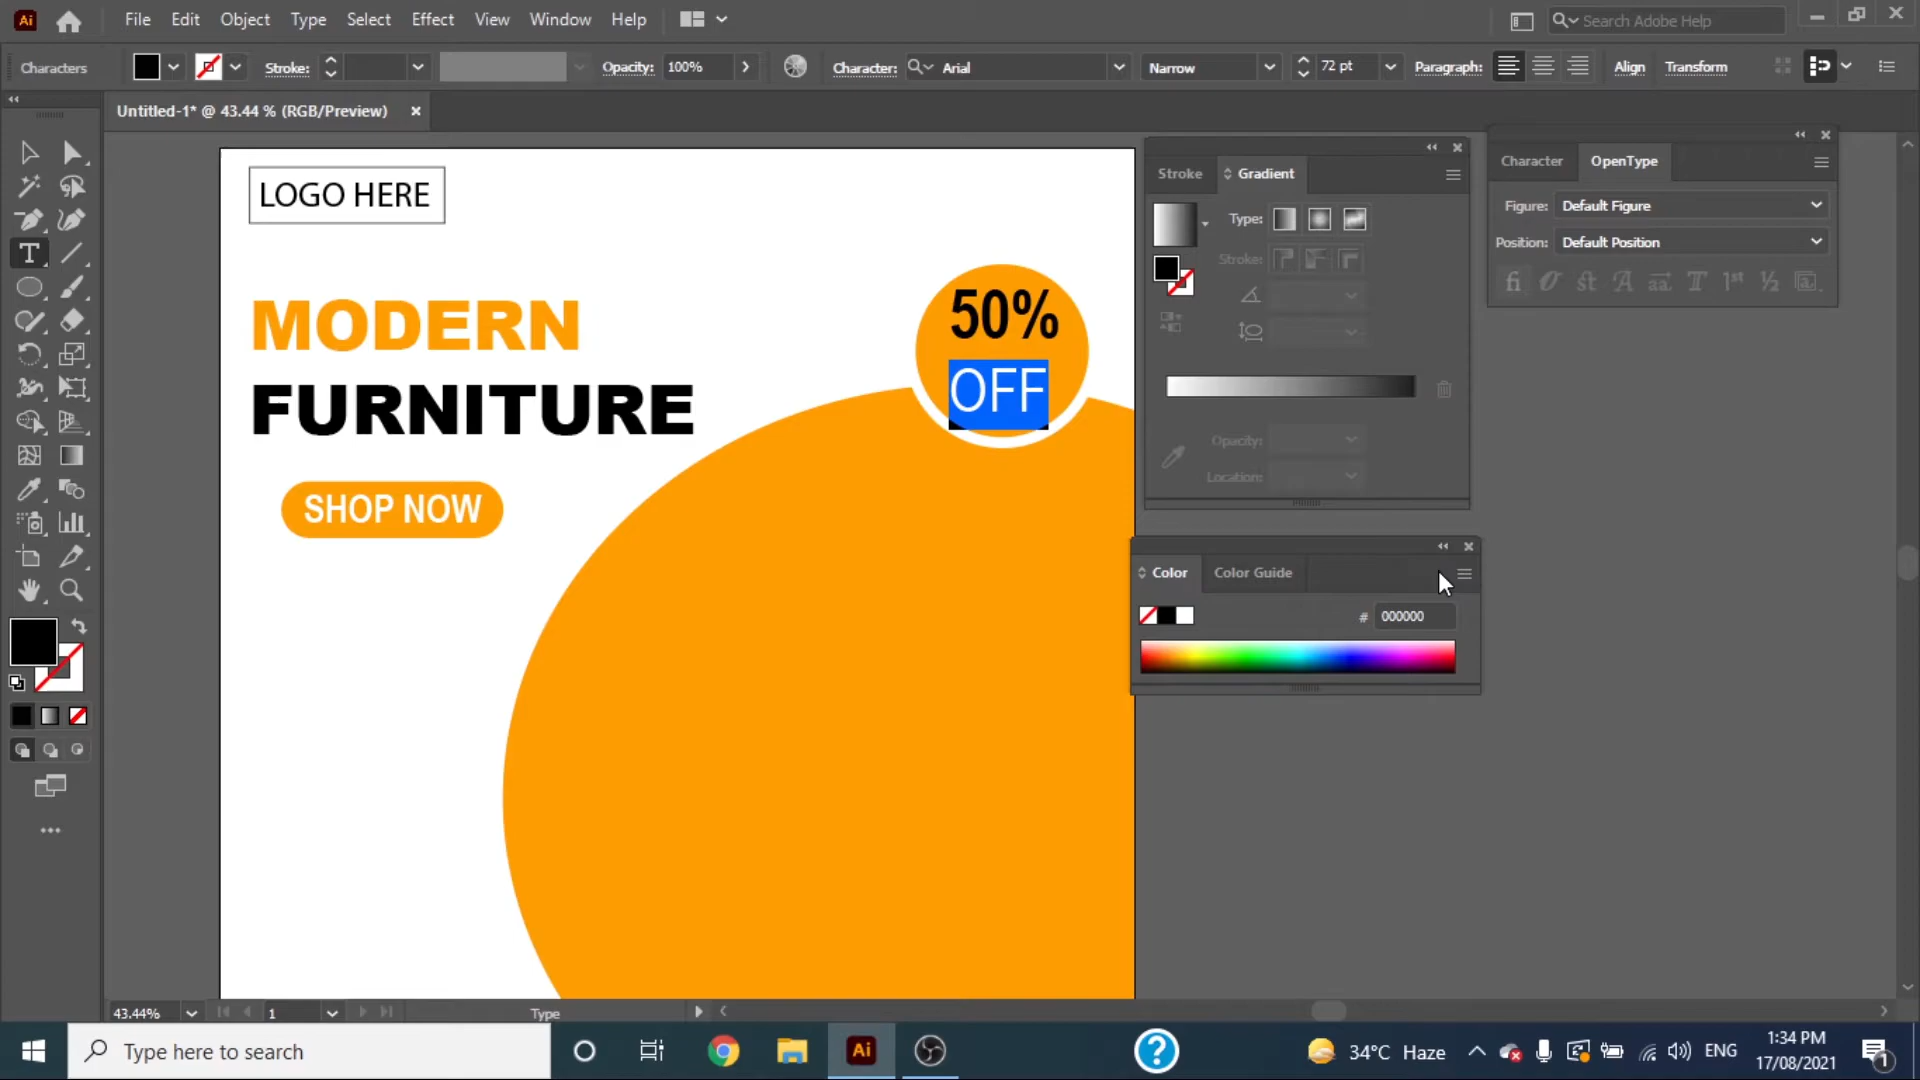 Ai File Edit Object Type Select Effect View Window Help Search Adobe Help
Characters Stroke: Opacity: 100% Character: Arial Narrow 72 pt Paragraph: Align Transform
Untitled-1* @ 43.44 % (RGB/Preview)
LOGO HERE
MODERN
FURNITURE
SHOP NOW
50%
OFF
Stroke Gradient
Type:
Stroke:
Opacity:
Location:
Color Color Guide
# 000000
Character OpenType
Figure: Default Figure
Position: Default Position
43.44% 1 Type
Type here to search
Ai
34°C Haze
ENG
1:34 PM
17/08/2021
1